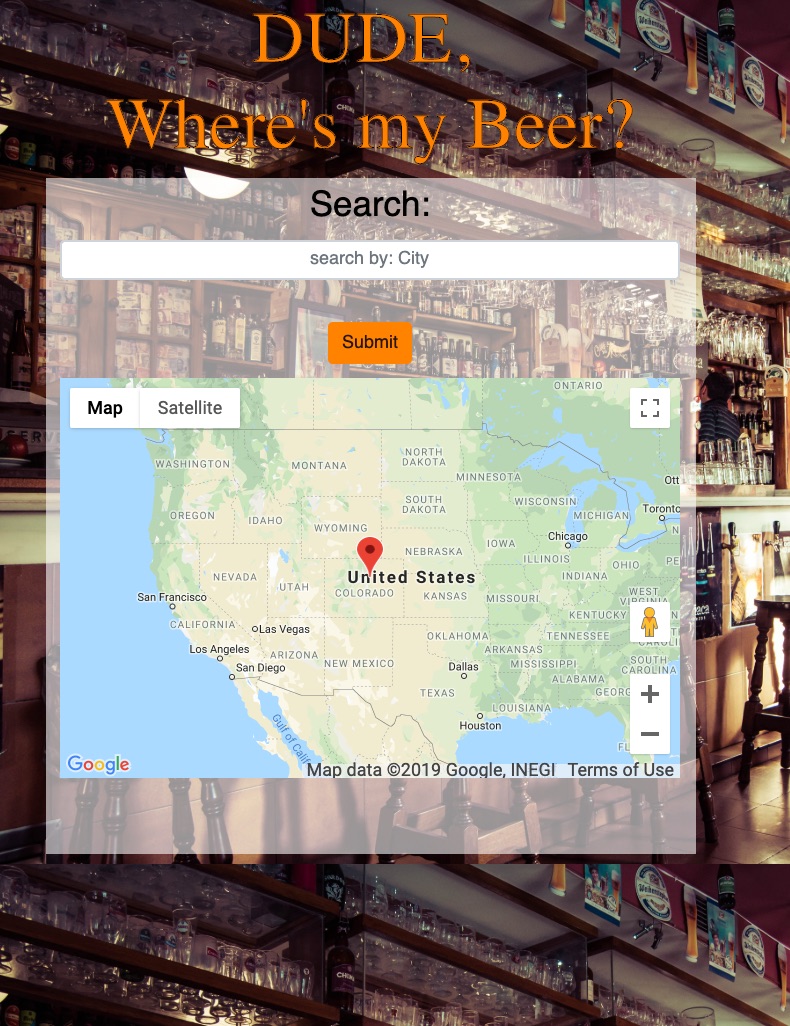 DUDE,
Where's my Beer?
Search:
search by: City
Submit
Map Satellite
ONTARIO
WASHINGTON
MONTANA
NORTH
DAKOTA
MINNESOTA
Ott
OREGON
IDAHO
SOUTH
DAKOTA
WISCONSIN
MICHIGAN
Toronto
WYOMING
Chicago
IOWA
NEBRASKA
ILLINOIS
OHIO
PENN
NEVADA
UTAH
United States
COLORADO
KANSAS
MISSOURI
INDIANA
WEST
VIRGINIA
San Francisco
CALIFORNIA
Las Vegas
KENTUCKY
OKLAHOMA
TENNESSEE
CAROLIN
Los Angeles
ARIZONA
NEW MEXICO
ARKANSAS
SOUTH
CAROLINA
San Diego
Dallas
MISSISSIPPI
ALABAMA
TEXAS
GEORG
LOUISIANA
Gulf of Calif
Houston
FL
Google
Map data ©2019 Google, INEGI Terms of Use